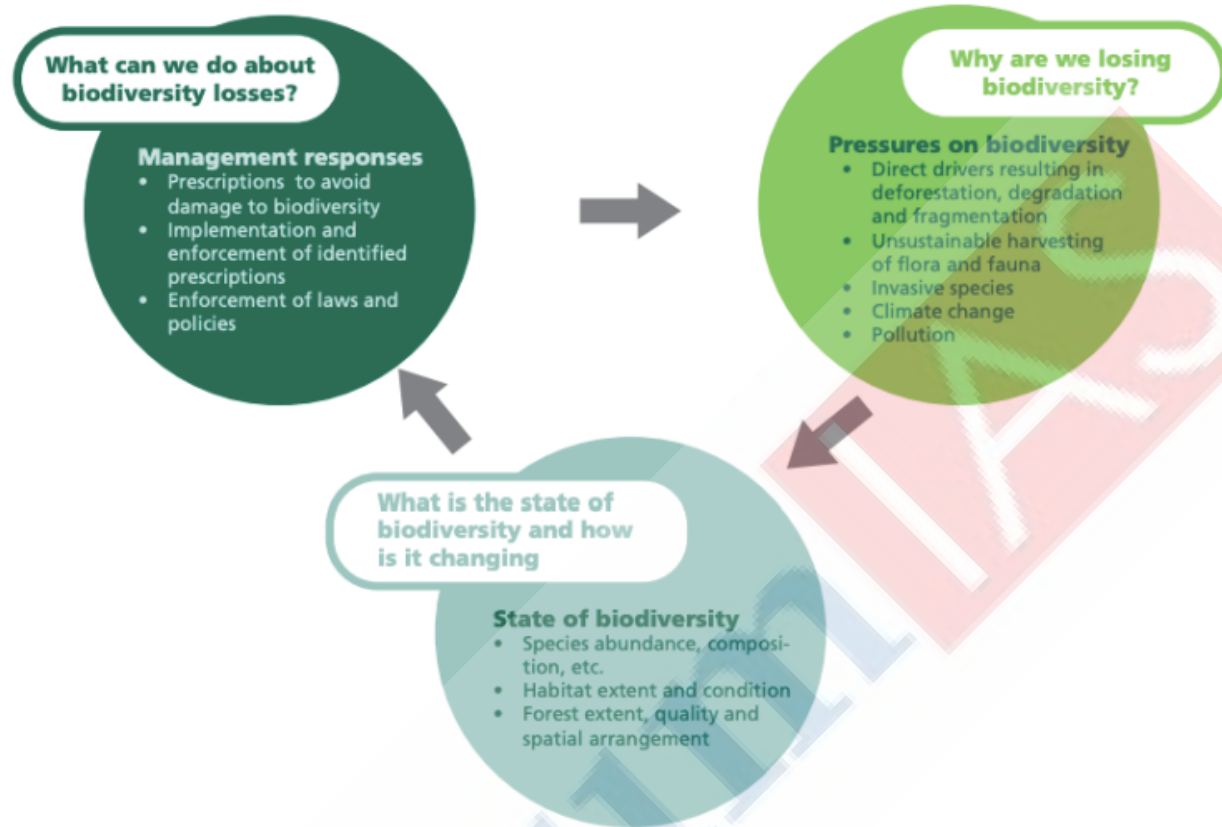 What can we do about
biodiversity losses?
Management responses
• Prescriptions to avoid
damage to biodiversity
• Implementation and
enforcement of identified
prescriptions
• Enforcement of laws and
policies
Why are we losing
biodiversity?
Pressures on biodiversity
• Direct drivers resulting in
deforestation, degradation
and fragmentation
• Unsustainable harvesting
of flora and fauna
• Invasive species
• Climate change
• Pollution
What is the state of
biodiversity and how
is it changing
State of biodiversity
• Species abundance, composi-
tion, etc.
• Habitat extent and condition
• Forest extent, quality and
spatial arrangement
IAS